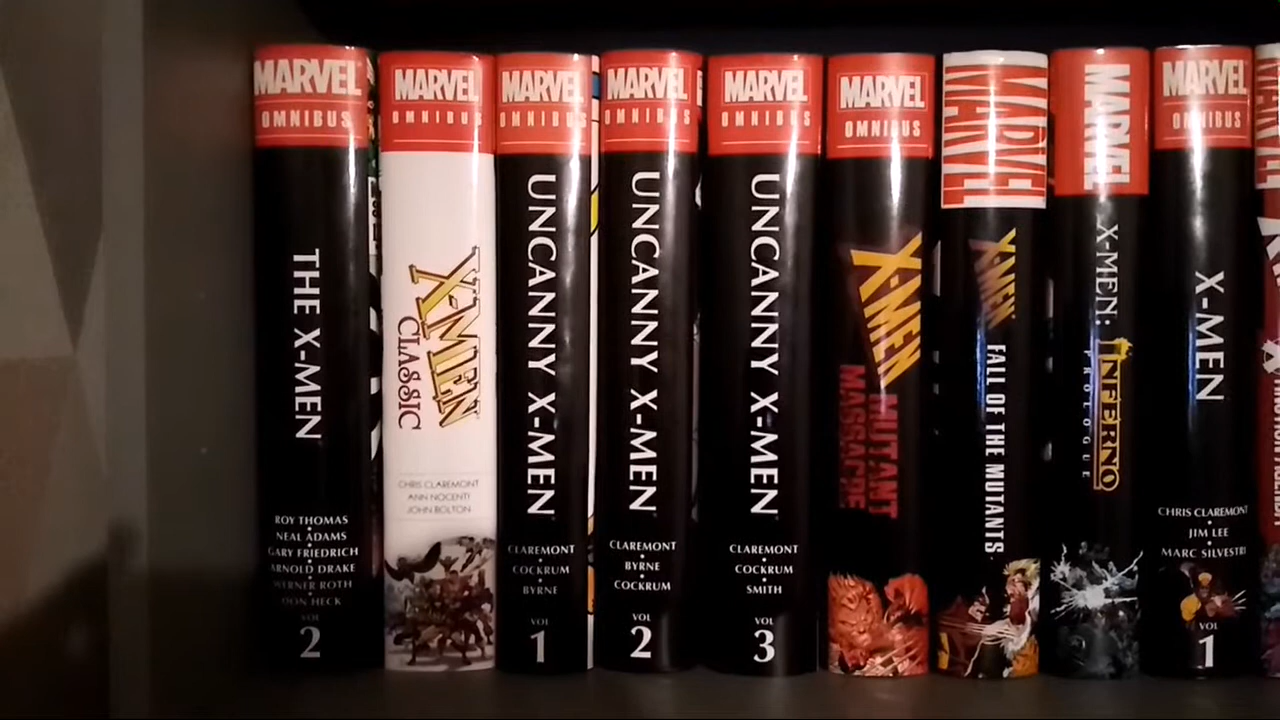 MARVEL
OMNIBUS
THE X-MEN
ROY THOMAS
NEAL ADAMS
GARY FRIEDRICH
ARNOLD DRAKE
WERNER ROTH
DON HECK
VOL
2
MARVEL
OMNIBUS
X-MEN
CLASSIC
CHRIS CLAREMONT
ANN NOCENTI
JOHN BOLTON
MARVEL
OMNIBUS
UNCANNY X-MEN
CLAREMONT
COCKRUM
BYRNE
VOL
1
MARVEL
OMNIBUS
UNCANNY X-MEN
CLAREMONT
BYRNE
COCKRUM
VOL
2
MARVEL
OMNIBUS
UNCANNY X-MEN
CLAREMONT
COCKRUM
SMITH
VOL
3
MARVEL
OMNIBUS
X-MEN
MUTANT
MASSACRE
MARVEL
MARVEL
X-MEN
FALL OF THE MUTANTS
MARVEL
X-MEN:
INFERNO
PROLOGUE
MARVEL
OMNIBUS
X-MEN
CHRIS CLAREMONT
JIM LEE
MARC SILVESTRI
VOL
1
MARVEL